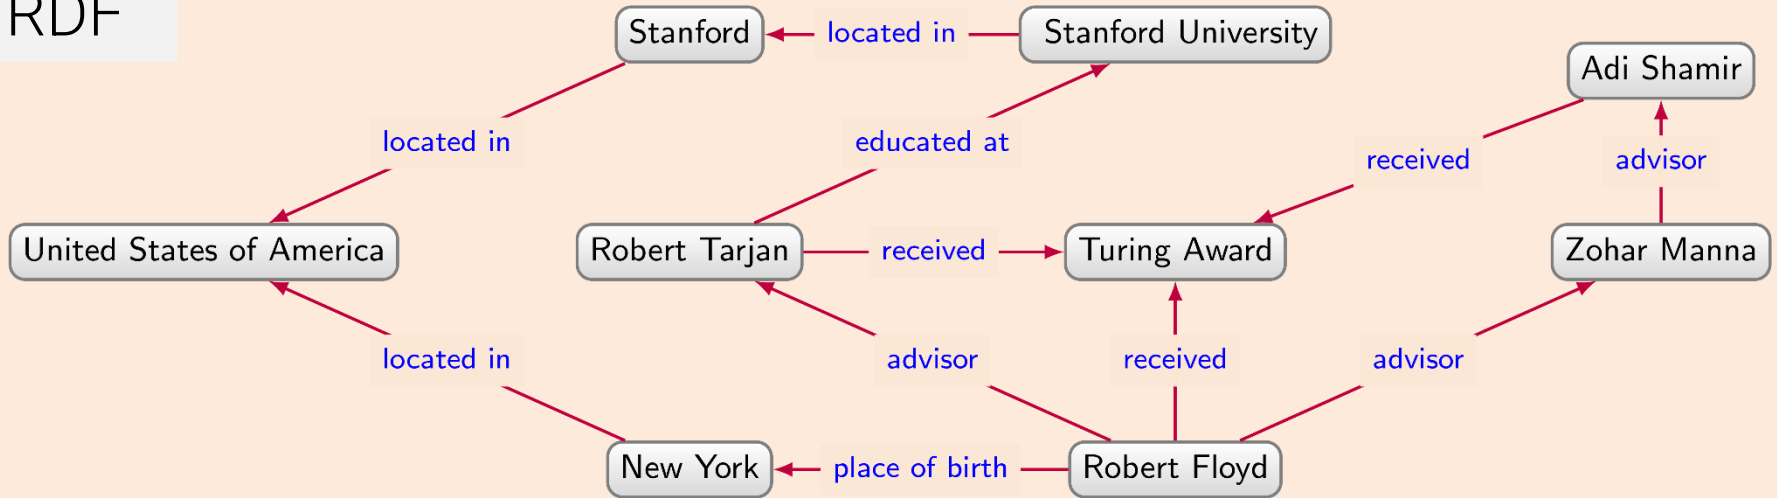 RDF
Stanford
located in
Stanford University
Adi Shamir
located in
educated at
received
advisor
United States of America
Robert Tarjan
received
Turing Award
Zohar Manna
located in
advisor
received
advisor
New York
place of birth
Robert Floyd